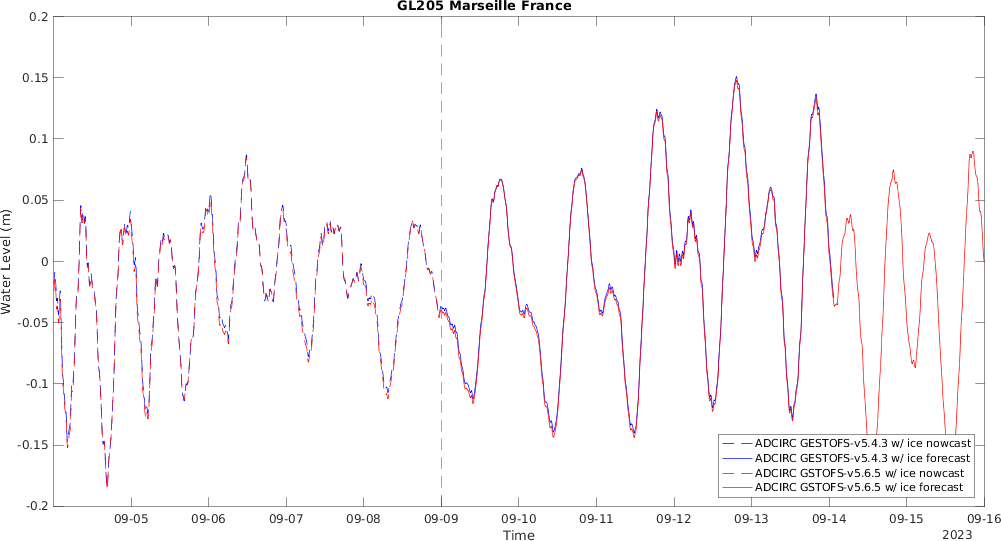 GL205 Marseille France
0.2
0.15
0.1
0.05
0
-0.05
-0.1
-0.15
-0.2
Water Level (m)
ADCIRC GESTOFS-v5.4.3 w/ ice nowcast
ADCIRC GESTOFS-v5.4.3 w/ ice forecast
ADCIRC GSTOFS-v5.6.5 w/ ice nowcast
ADCIRC GSTOFS-v5.6.5 w/ ice forecast
09-05 09-06 09-07 09-08 09-09 09-10 09-11 09-12 09-13 09-14 09-15 09-16
Time
2023